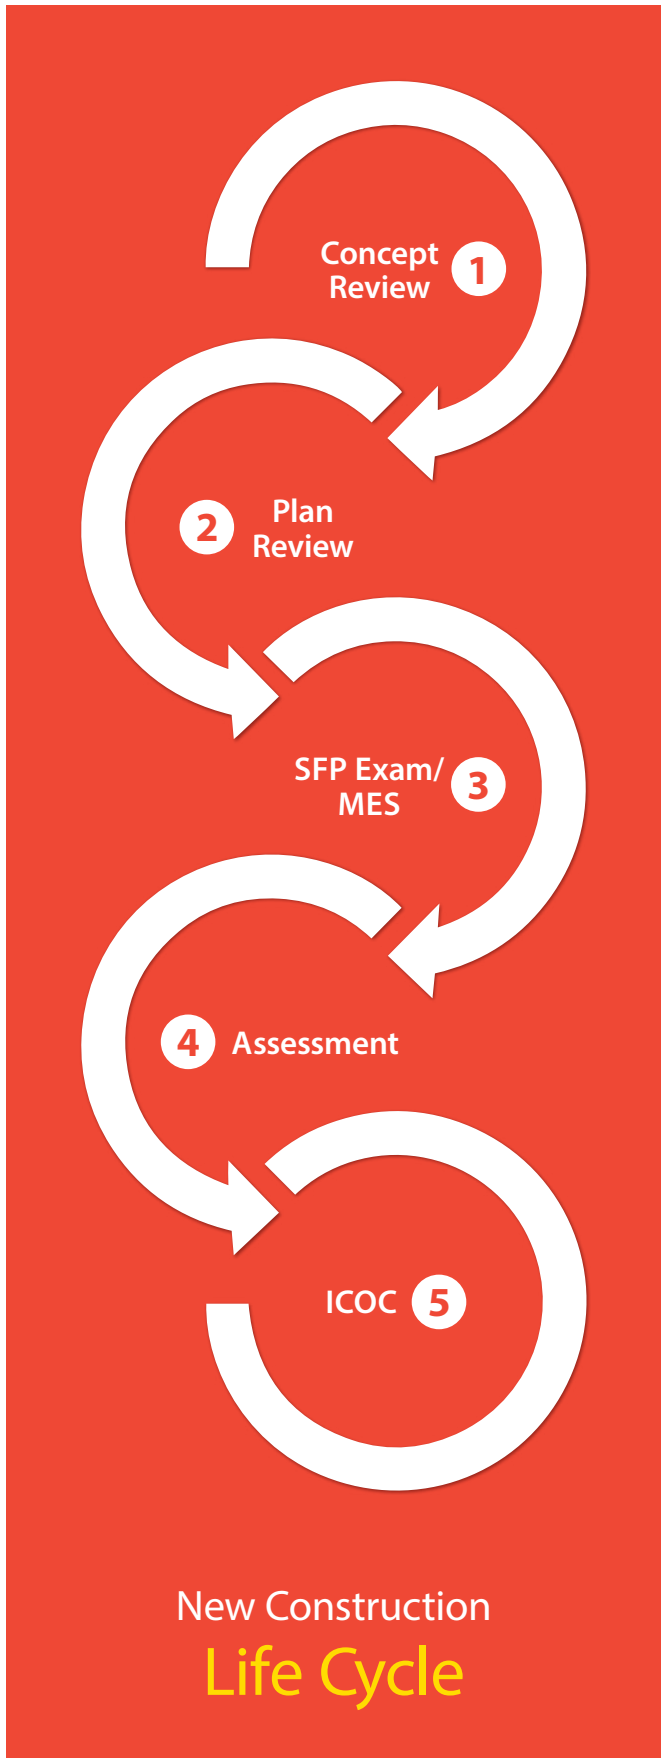 Concept
Review
1
2
Plan
Review
SFP Exam/
MES
3
4
Assessment
ICOC
5
New Construction
Life Cycle